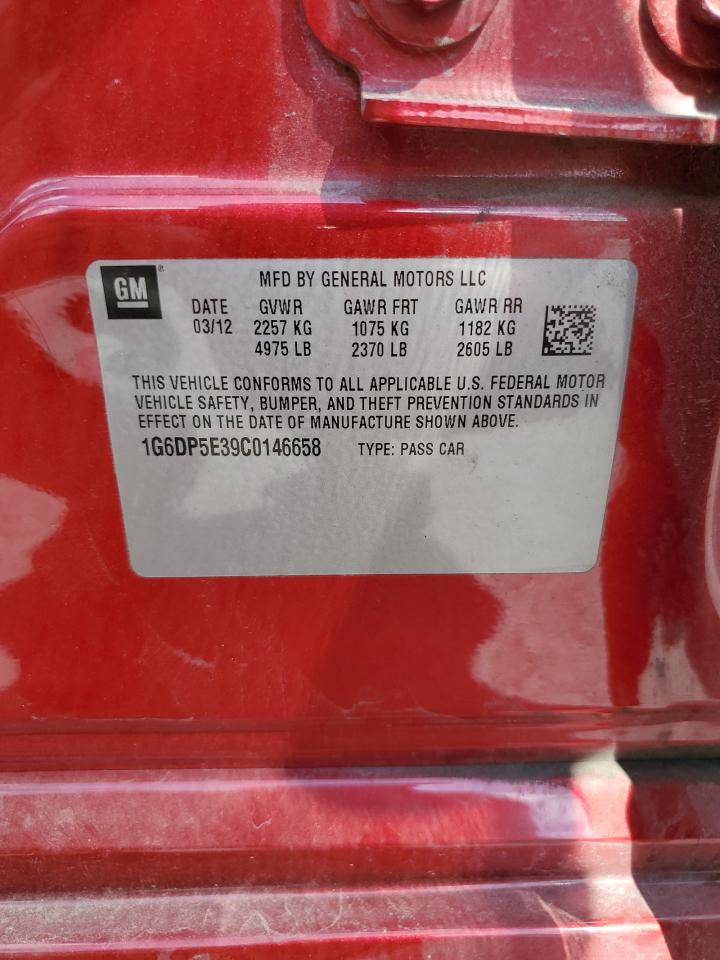 GM ® MFD BY GENERAL MOTORS LLC
DATE GVWR GAWR FRT GAWR RR
03/12 2257 KG 1075 KG 1182 KG
4975 LB 2370 LB 2605 LB
THIS VEHICLE CONFORMS TO ALL APPLICABLE U.S. FEDERAL MOTOR
VEHICLE SAFETY, BUMPER, AND THEFT PREVENTION STANDARDS IN
EFFECT ON THE DATE OF MANUFACTURE SHOWN ABOVE.
1G6DP5E39C0146658 TYPE: PASS CAR